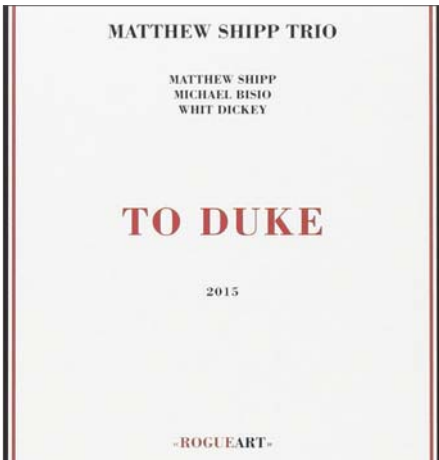 MATTHEW SHIPP TRIO
MATTHEW SHIPP
MICHAEL BISIO
WHIT DICKEY
TO DUKE
2015
«ROGUEART»